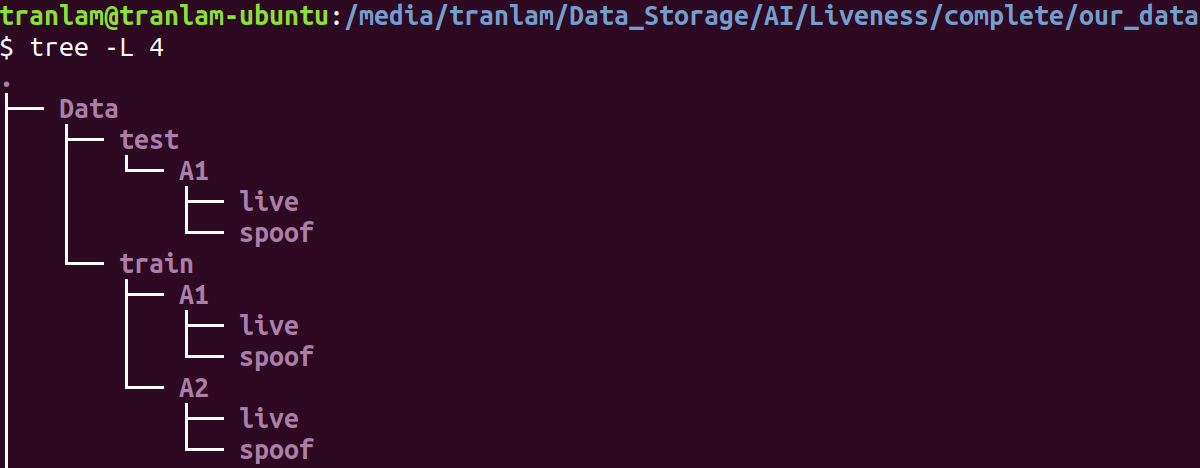 tranlam@tranlam-ubuntu:/media/tranlam/Data_Storage/AI/Liveness/complete/our_data
$ tree -L 4
.
├── Data
│   ├── test
│   │   └── A1
│   │       ├── live
│   │       └── spoof
│   └── train
│       ├── A1
│       │   ├── live
│       │   └── spoof
│       └── A2
│           ├── live
│           └── spoof